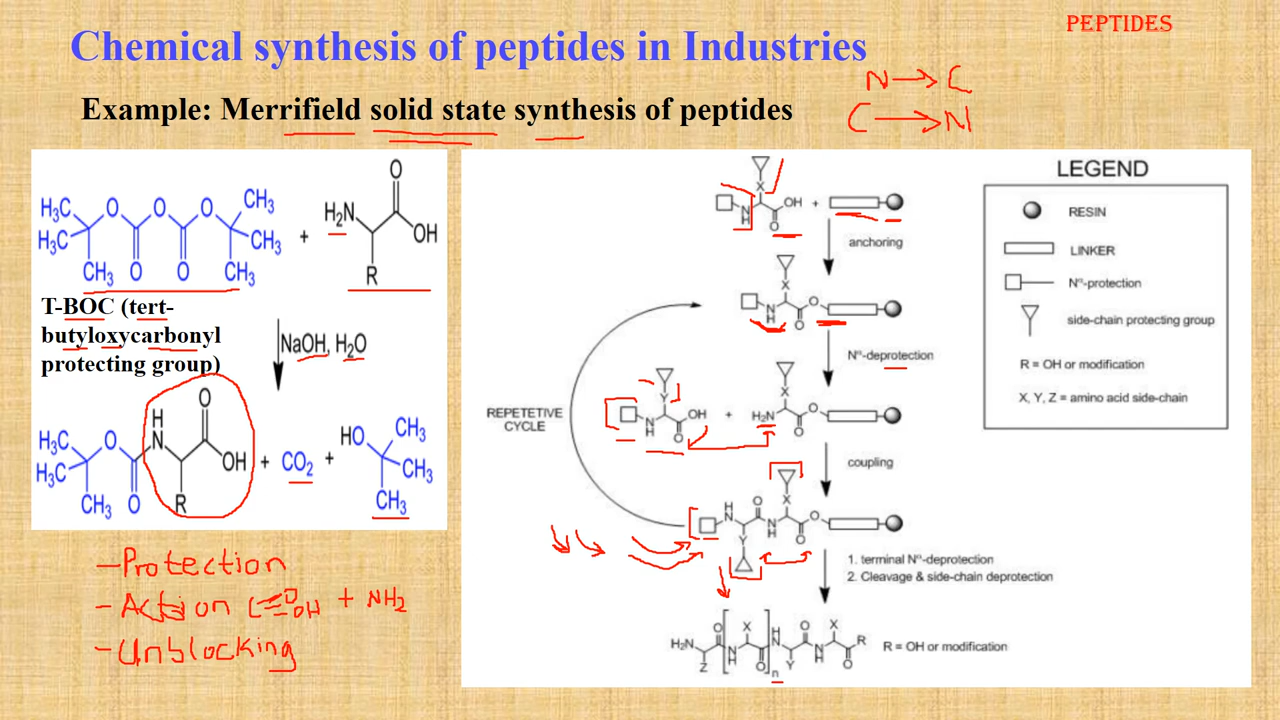 PEPTIDES
Chemical synthesis of peptides in Industries
Example: Merrifield solid state synthesis of peptides
N → C
C → N
H₃C
O
O
O
CH₃
H₃C
CH₃
CH₃
O
O
CH₃
+
H₂N
O
OH
R
T-BOC (tert-
butyloxycarbonyl
protecting group)
NaOH, H₂O
H₃C
H₃C
O
CH₃
O
H
N
O
OH
R
+ CO₂ +
HO
CH₃
CH₃
CH₃
- Protection
- Action C OH + NH₂
- Unblocking
X
N
H
OH
O
+
anchoring
X
N
H
O
O
Nα-deprotection
Y
N
H
OH
O
+
X
H₂N
O
O
REPETETIVE
CYCLE
coupling
H
N
O
X
N
H
O
O
Y
1. terminal Nα-deprotection
2. Cleavage & side-chain deprotection
H₂N
O
Z
N
H
X
O
n
H
N
O
Y
N
H
X
R
O
R = OH or modification
LEGEND
RESIN
LINKER
Nα-protection
side-chain protecting group
R = OH or modification
X, Y, Z = amino acid side-chain